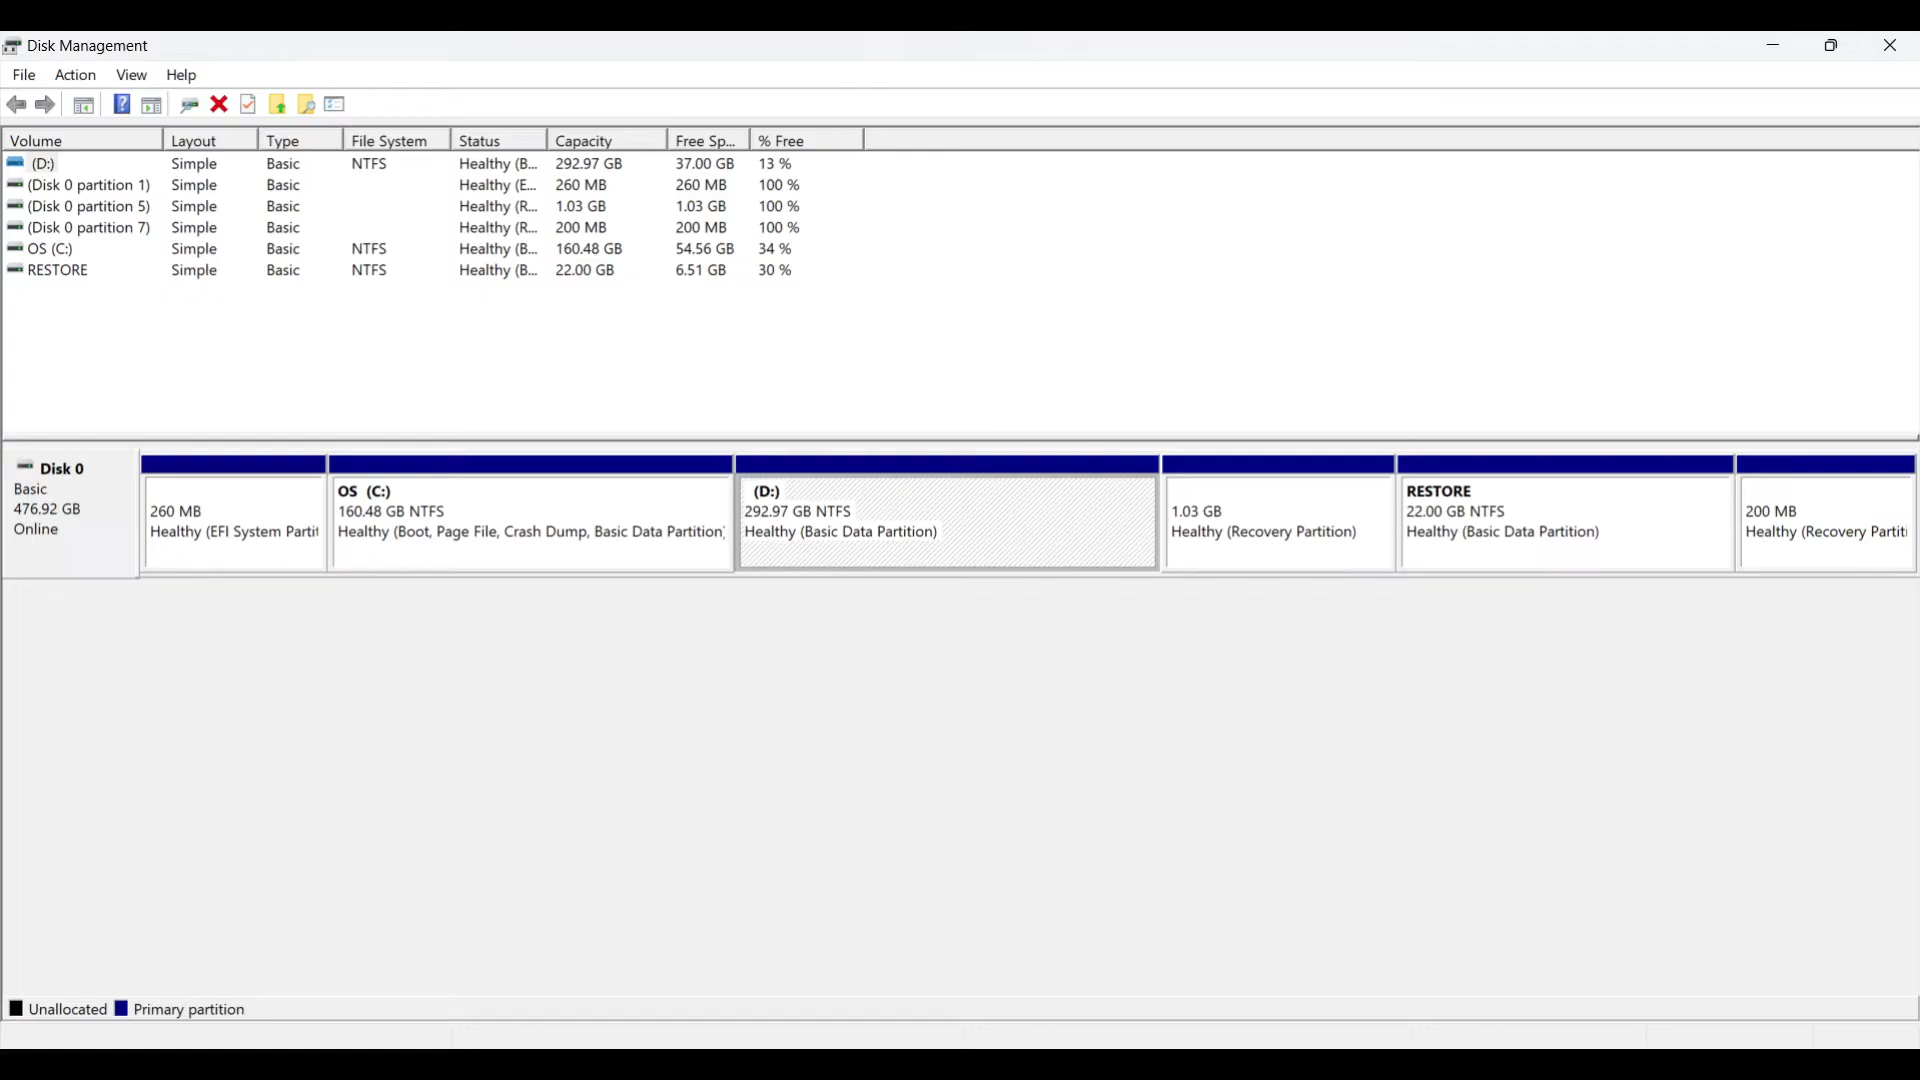 Disk Management
File Action View Help
Volume Layout Type File System Status Capacity Free Sp... % Free
(D:) Simple Basic NTFS Healthy (B... 292.97 GB 37.00 GB 13 %
(Disk 0 partition 1) Simple Basic Healthy (E... 260 MB 260 MB 100 %
(Disk 0 partition 5) Simple Basic Healthy (R... 1.03 GB 1.03 GB 100 %
(Disk 0 partition 7) Simple Basic Healthy (R... 200 MB 200 MB 100 %
OS (C:) Simple Basic NTFS Healthy (B... 160.48 GB 54.56 GB 34 %
RESTORE Simple Basic NTFS Healthy (B... 22.00 GB 6.51 GB 30 %
Disk 0
Basic
476.92 GB
Online
260 MB
Healthy (EFI System Partit
OS (C:)
160.48 GB NTFS
Healthy (Boot, Page File, Crash Dump, Basic Data Partition)
(D:)
292.97 GB NTFS
Healthy (Basic Data Partition)
1.03 GB
Healthy (Recovery Partition)
RESTORE
22.00 GB NTFS
Healthy (Basic Data Partition)
200 MB
Healthy (Recovery Partiti
Unallocated Primary partition